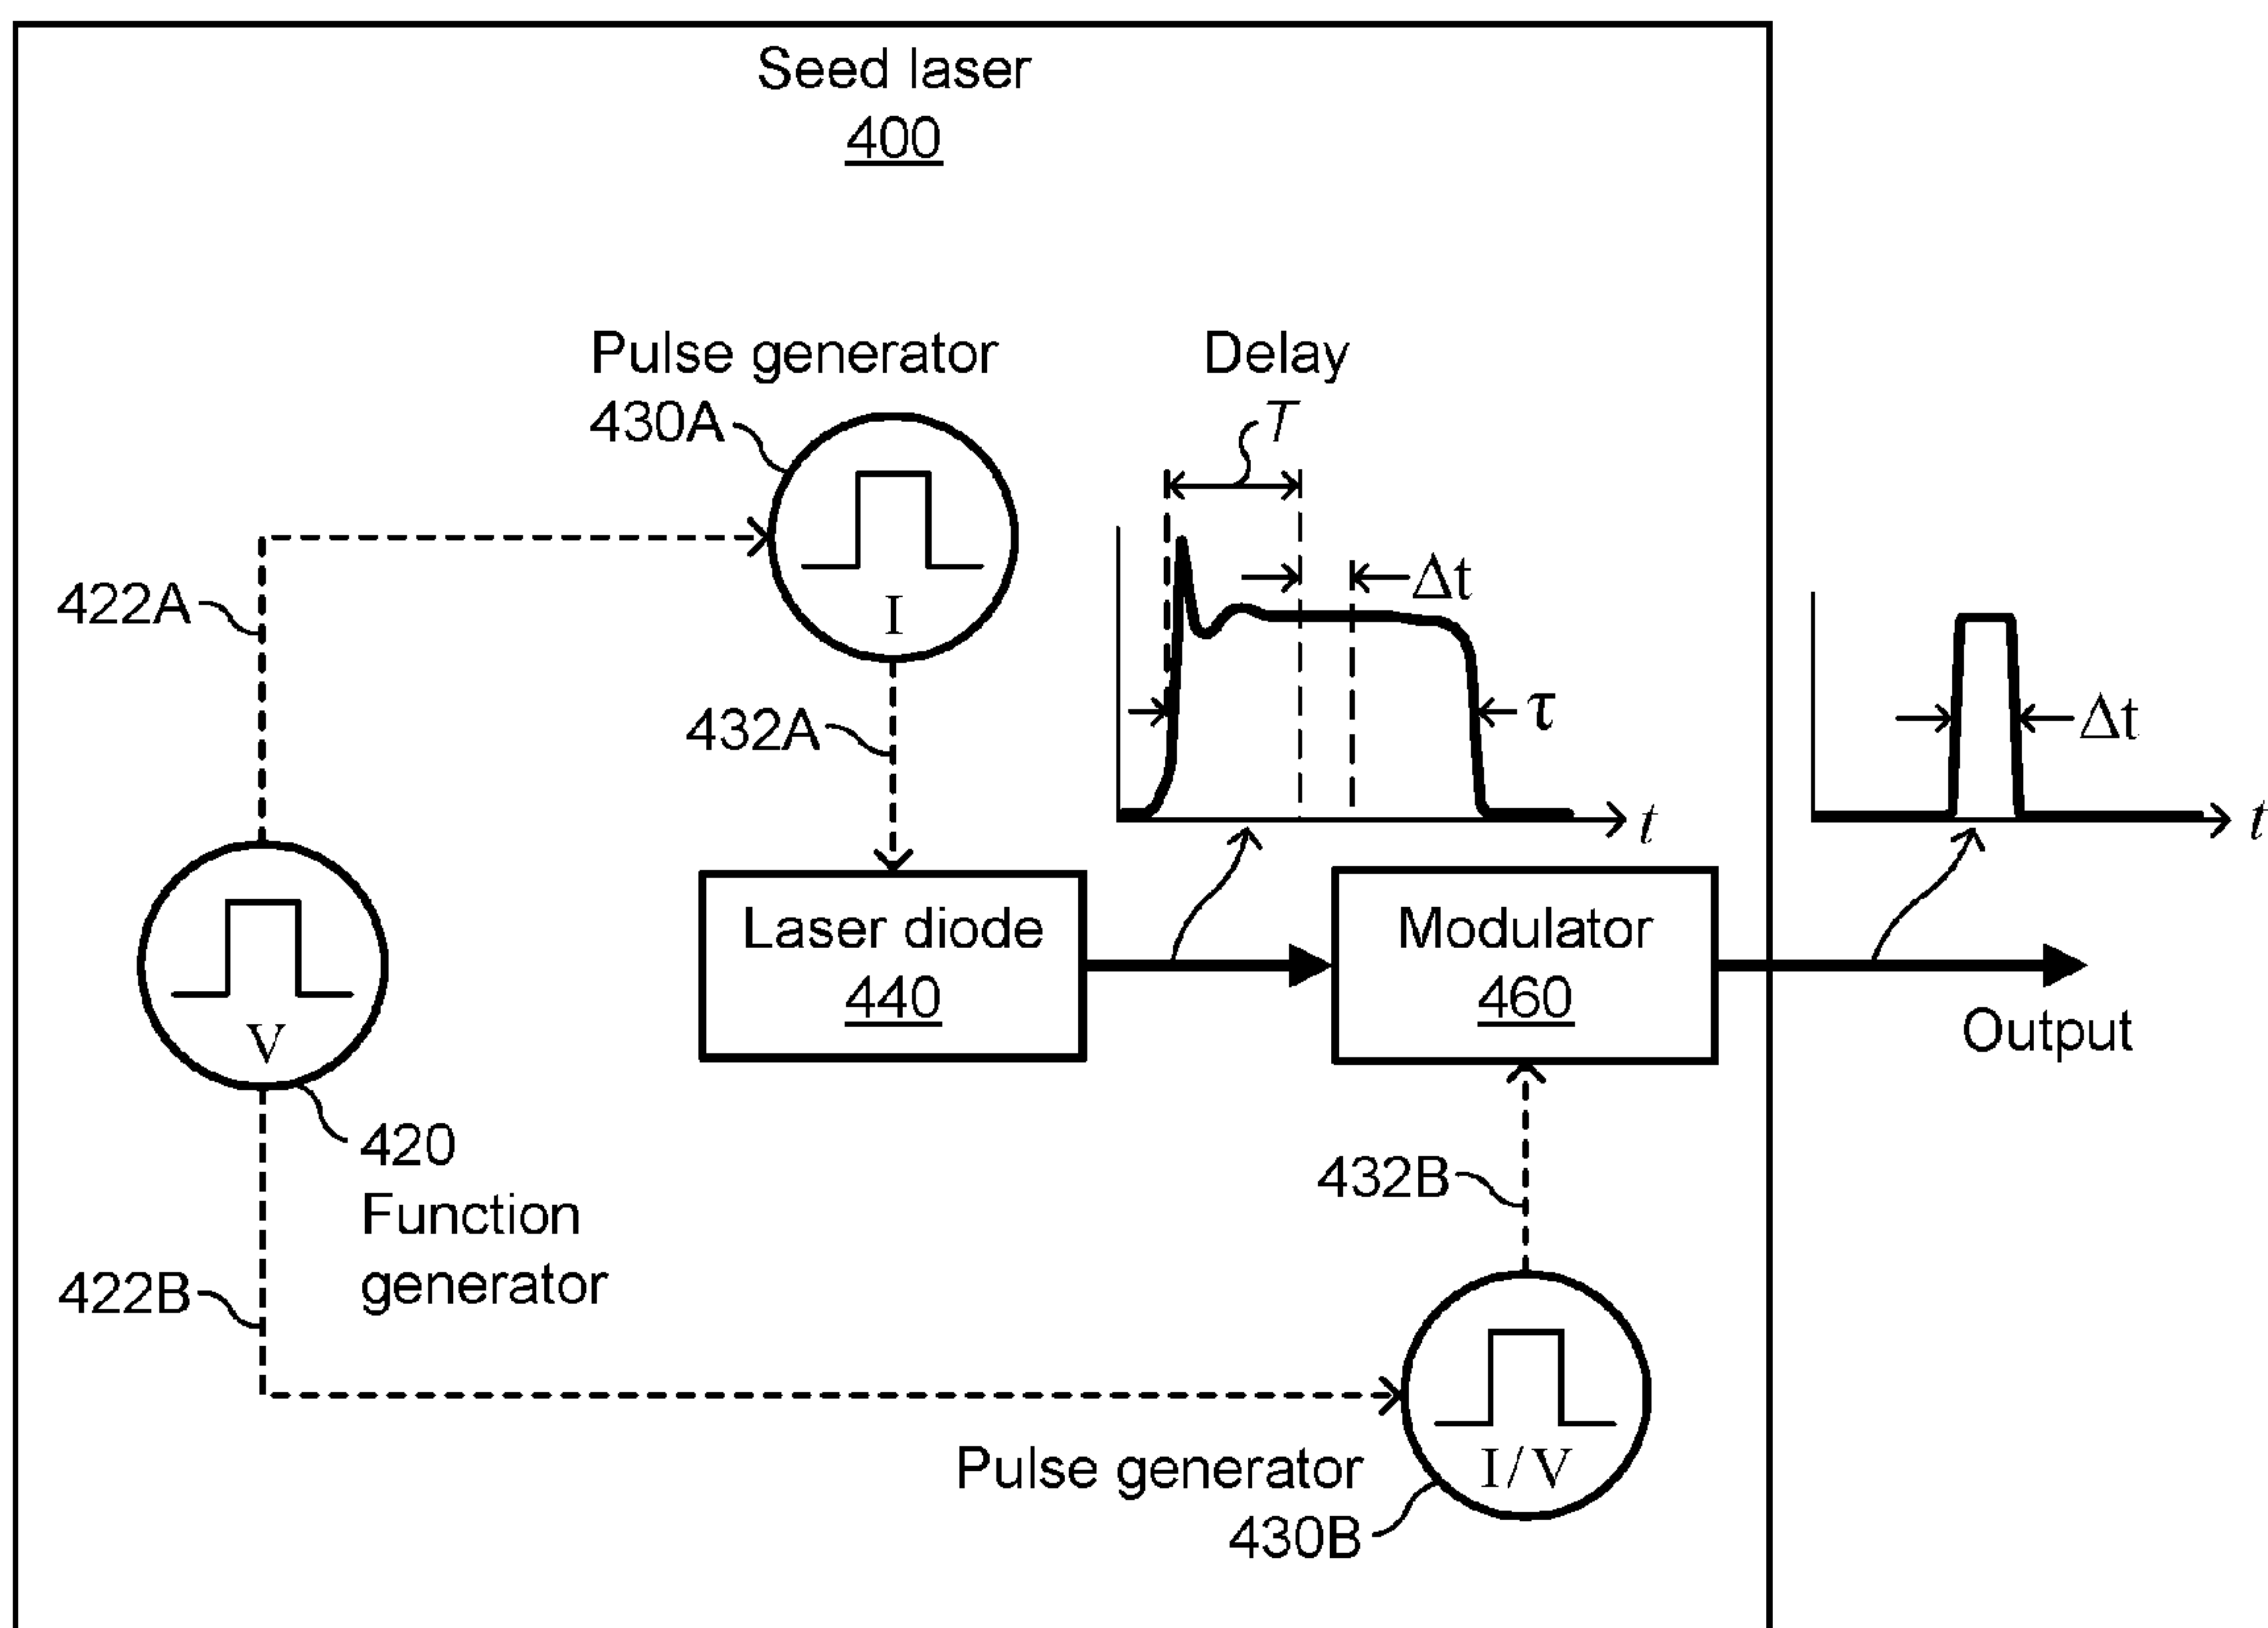 Seed laser
400
Pulse generator
430A
I
Delay
T
Δt
τ
t
Δt
t
422A
432A
Laser diode
440
Modulator
460
Output
V
420
Function
generator
422B
432B
Pulse generator
430B
I/V